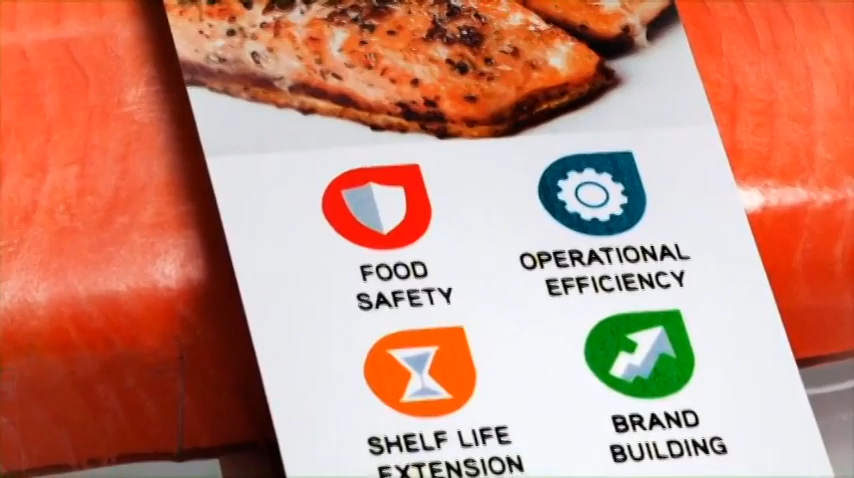 FOOD
SAFETY
OPERATIONAL
EFFICIENCY
SHELF LIFE
EXTENSION
BRAND
BUILDING